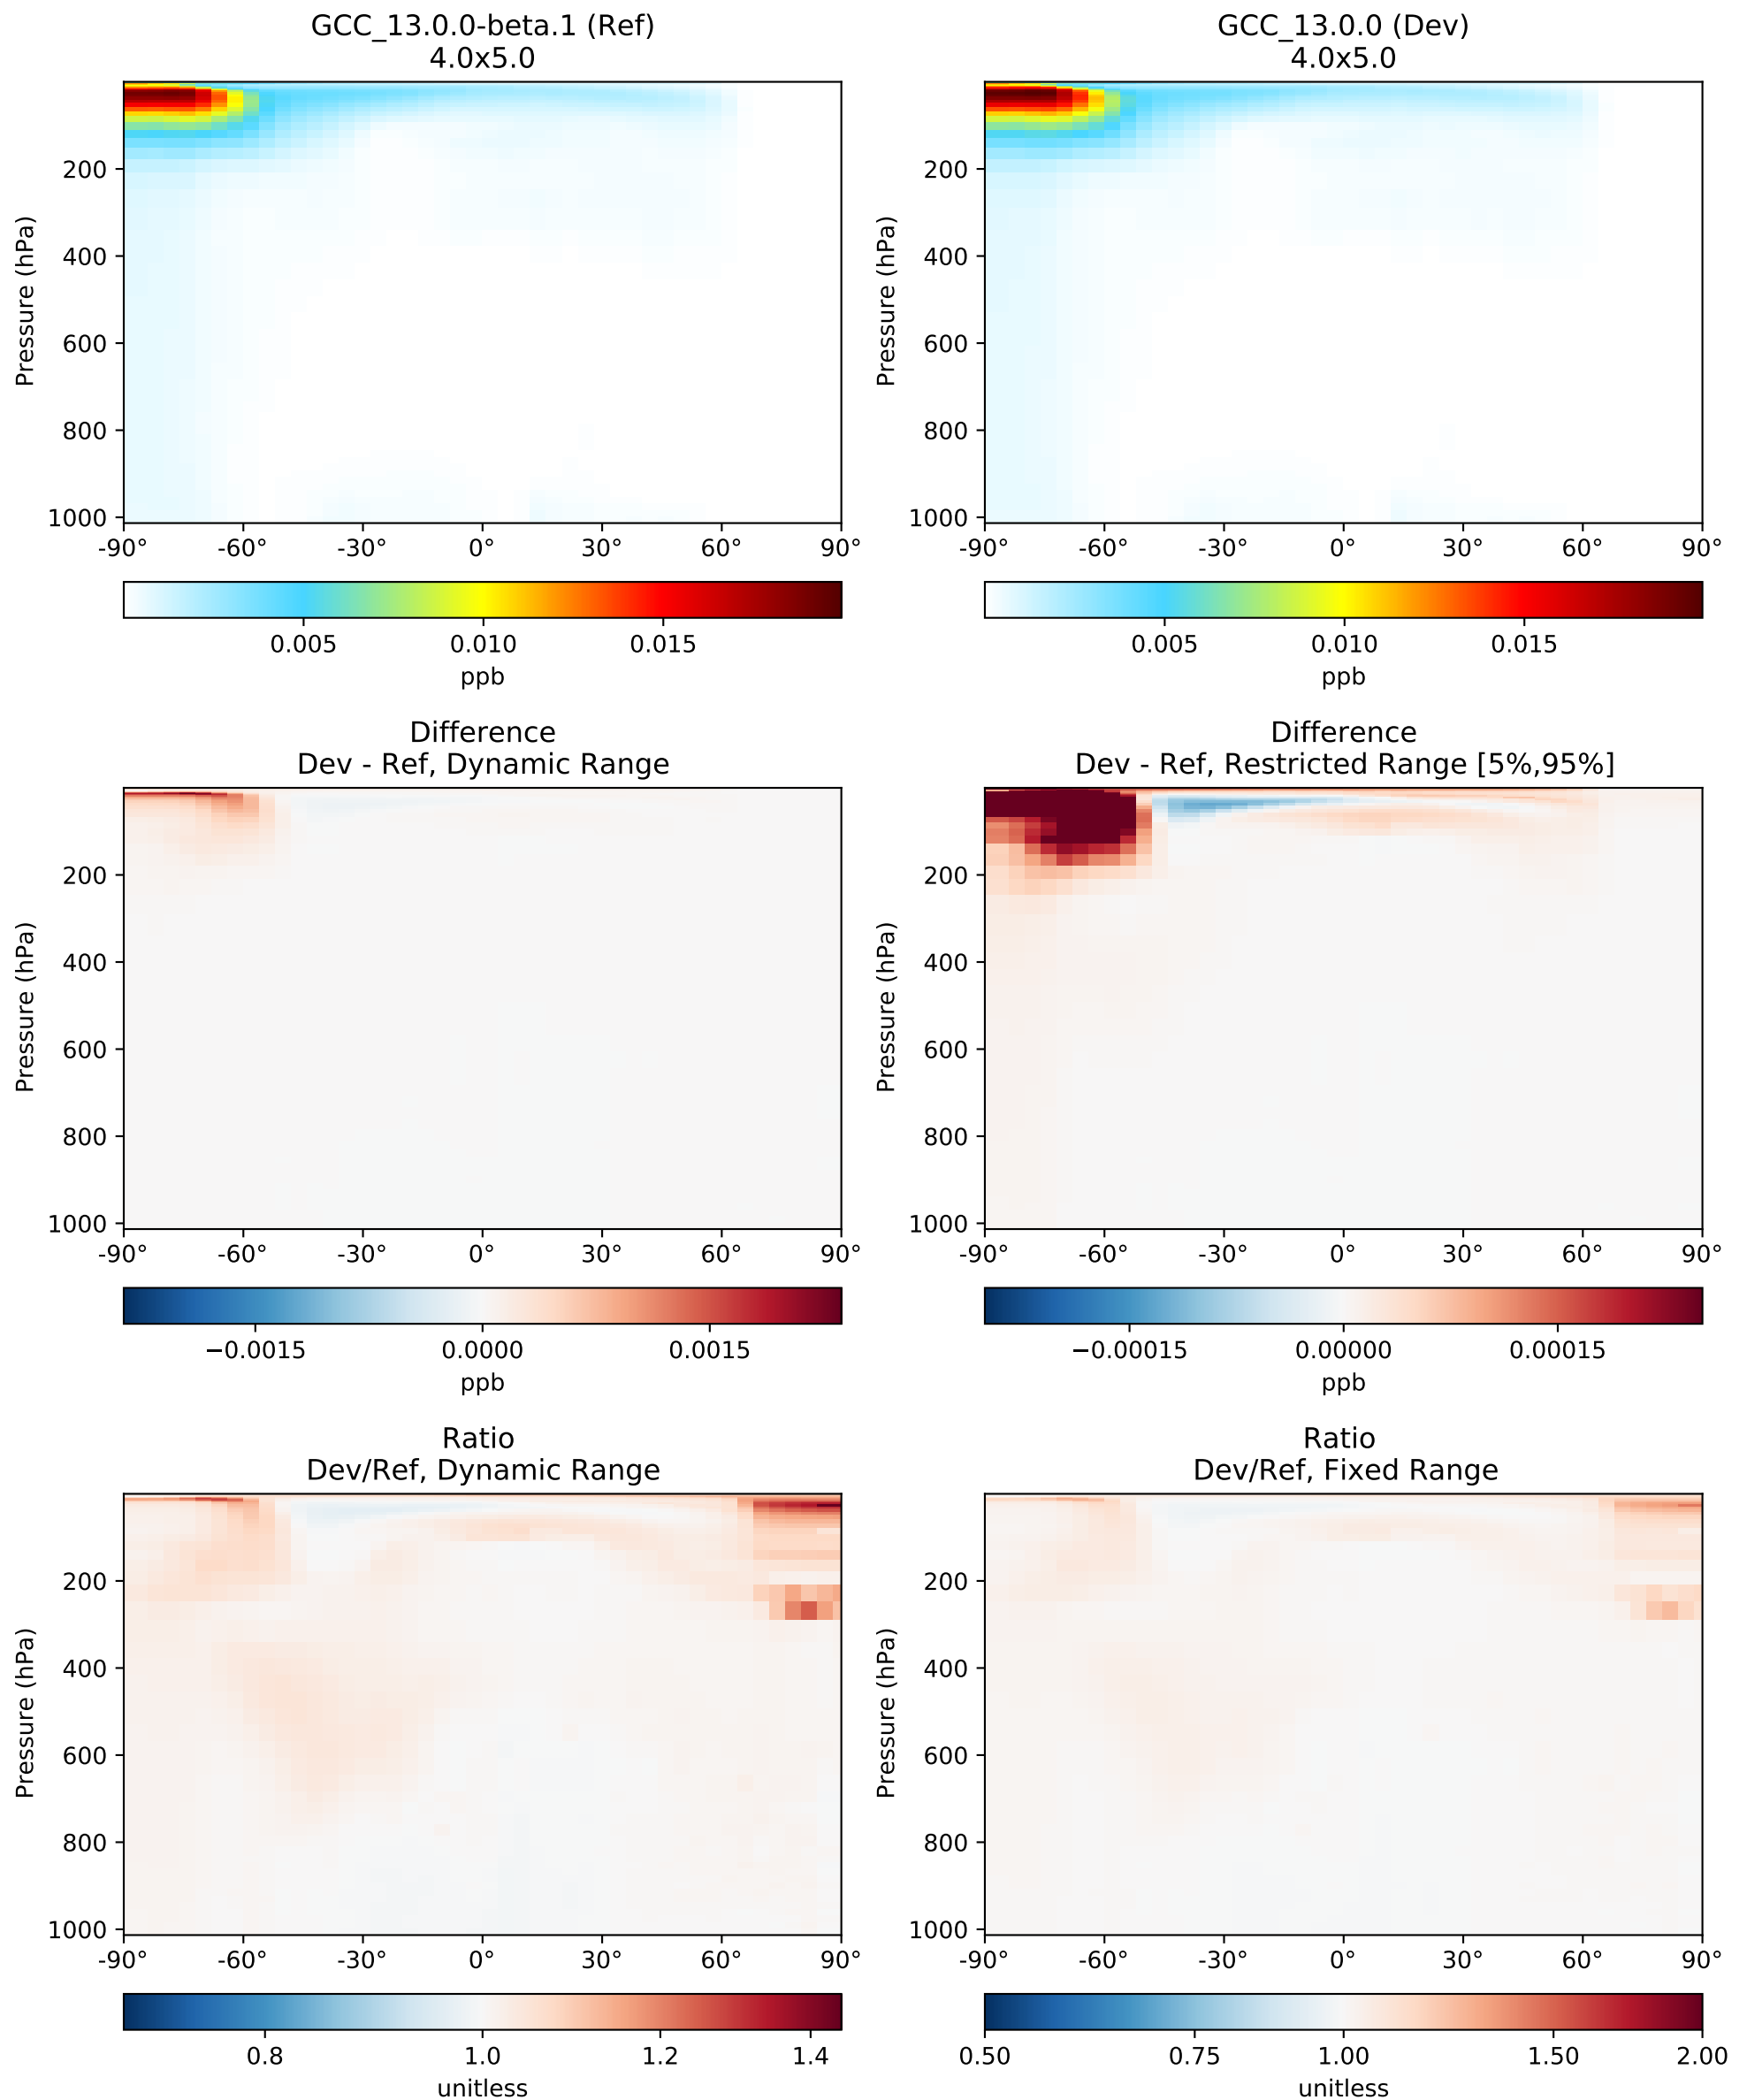 GCC_13.0.0-beta.1 (Ref)
4.0x5.0
Pressure (hPa)
200
400
600
800
1000
-90° -60° -30° 0° 30° 60° 90°
0.005 0.010 0.015
ppb
GCC_13.0.0 (Dev)
4.0x5.0
Pressure (hPa)
200
400
600
800
1000
-90° -60° -30° 0° 30° 60° 90°
0.005 0.010 0.015
ppb
Difference
Dev - Ref, Dynamic Range
Pressure (hPa)
200
400
600
800
1000
-90° -60° -30° 0° 30° 60° 90°
−0.0015 0.0000 0.0015
ppb
Difference
Dev - Ref, Restricted Range [5%,95%]
Pressure (hPa)
200
400
600
800
1000
-90° -60° -30° 0° 30° 60° 90°
−0.00015 0.00000 0.00015
ppb
Ratio
Dev/Ref, Dynamic Range
Pressure (hPa)
200
400
600
800
1000
-90° -60° -30° 0° 30° 60° 90°
0.8 1.0 1.2 1.4
unitless
Ratio
Dev/Ref, Fixed Range
Pressure (hPa)
200
400
600
800
1000
-90° -60° -30° 0° 30° 60° 90°
0.50 0.75 1.00 1.50 2.00
unitless